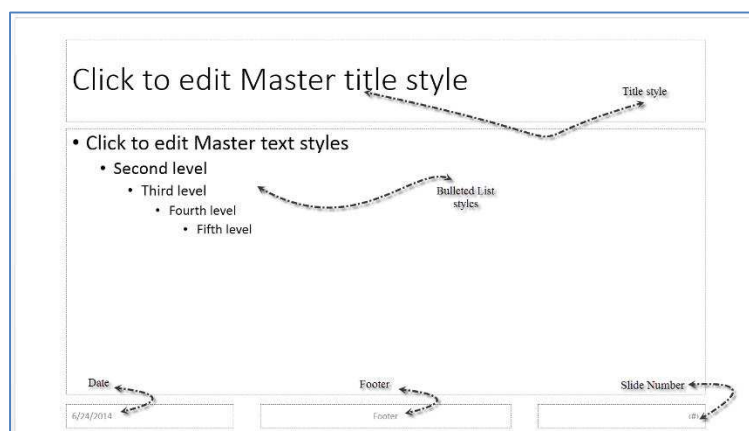 Click to edit Master title style
Title style
• Click to edit Master text styles
• Second level
• Third level
• Fourth level
• Fifth level
Bulleted List
styles
Date
Footer
Slide Number
6/24/2014
Footer
‹#›